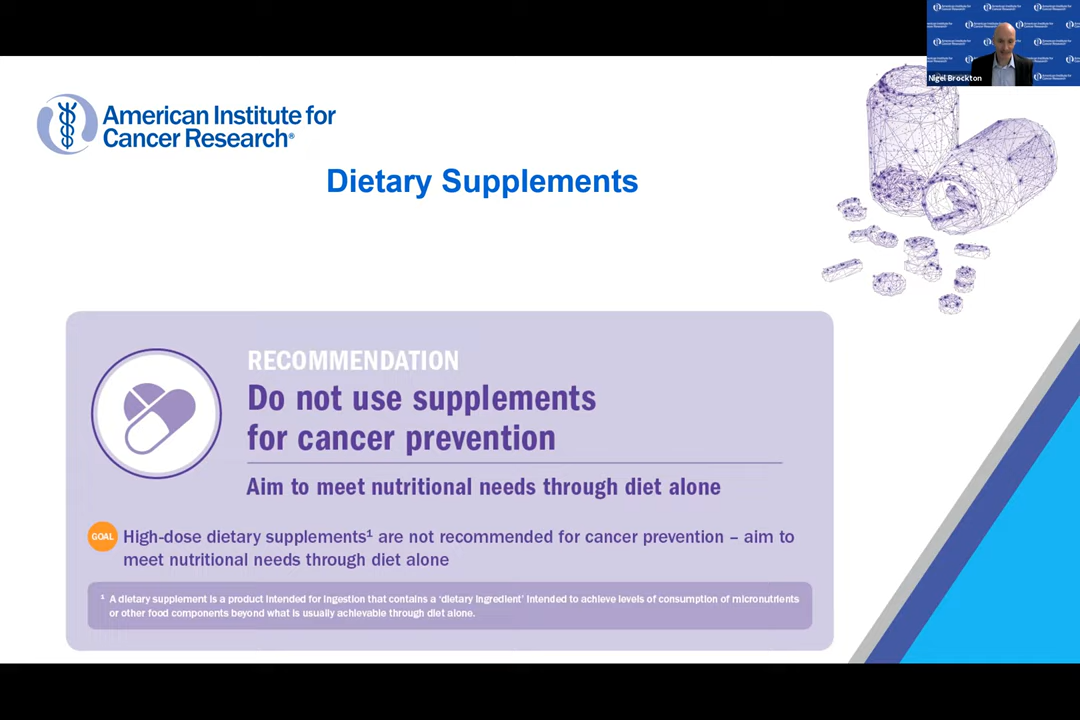 Nigel Brockton
American Institute for
Cancer Research®
Dietary Supplements
RECOMMENDATION
Do not use supplements
for cancer prevention
Aim to meet nutritional needs through diet alone
GOAL
High-dose dietary supplements¹ are not recommended for cancer prevention – aim to
meet nutritional needs through diet alone
¹ A dietary supplement is a product intended for ingestion that contains a ‘dietary ingredient’ intended to achieve levels of consumption of micronutrients
or other food components beyond what is usually achievable through diet alone.